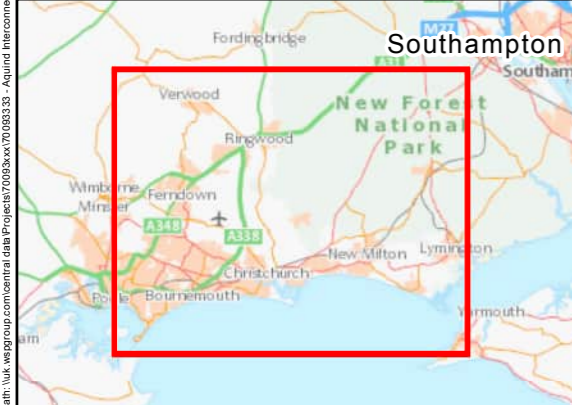 ath: \\uk.wspgroup.com\central data\Projects\70093xxx\70093333 - Aquind Interconne
Fordingbridge
M27
Southampton
A31
Southam
Verwood
New Forest
National
Park
Ringwood
Wimborne
Minster
Ferndown
A348
A338
New Milton
Lymington
Christchurch
Poole
Bournemouth
Yarmouth